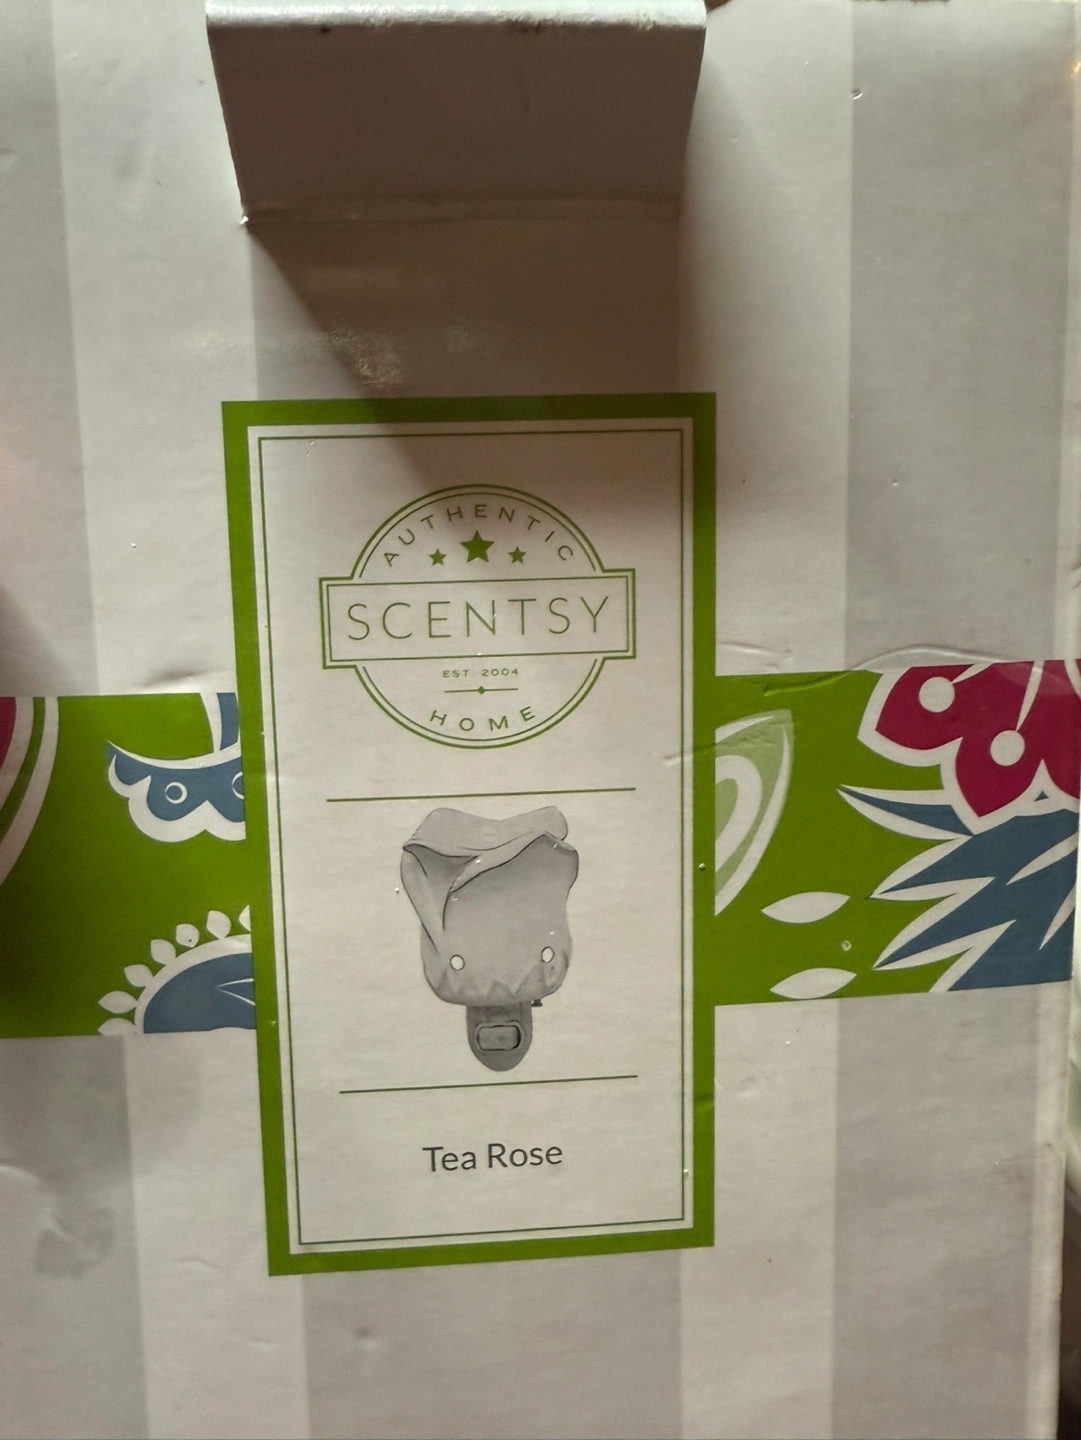 AUTHENTIC
SCENTSY
EST 2004
HOME
Tea Rose